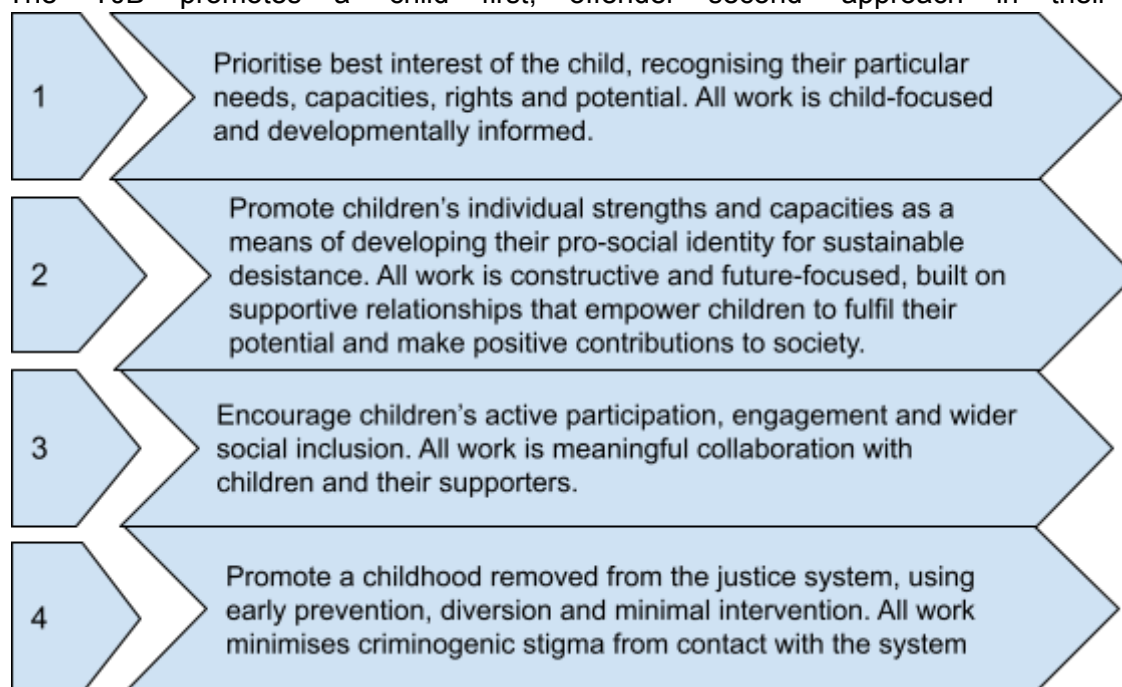 The YJB promotes a 'child first, offender second' approach in their
1
Prioritise best interest of the child, recognising their particular
needs, capacities, rights and potential. All work is child-focused
and developmentally informed.
2
Promote children's individual strengths and capacities as a
means of developing their pro-social identity for sustainable
desistance. All work is constructive and future-focused, built on
supportive relationships that empower children to fulfil their
potential and make positive contributions to society.
3
Encourage children's active participation, engagement and wider
social inclusion. All work is meaningful collaboration with
children and their supporters.
4
Promote a childhood removed from the justice system, using
early prevention, diversion and minimal intervention. All work
minimises criminogenic stigma from contact with the system